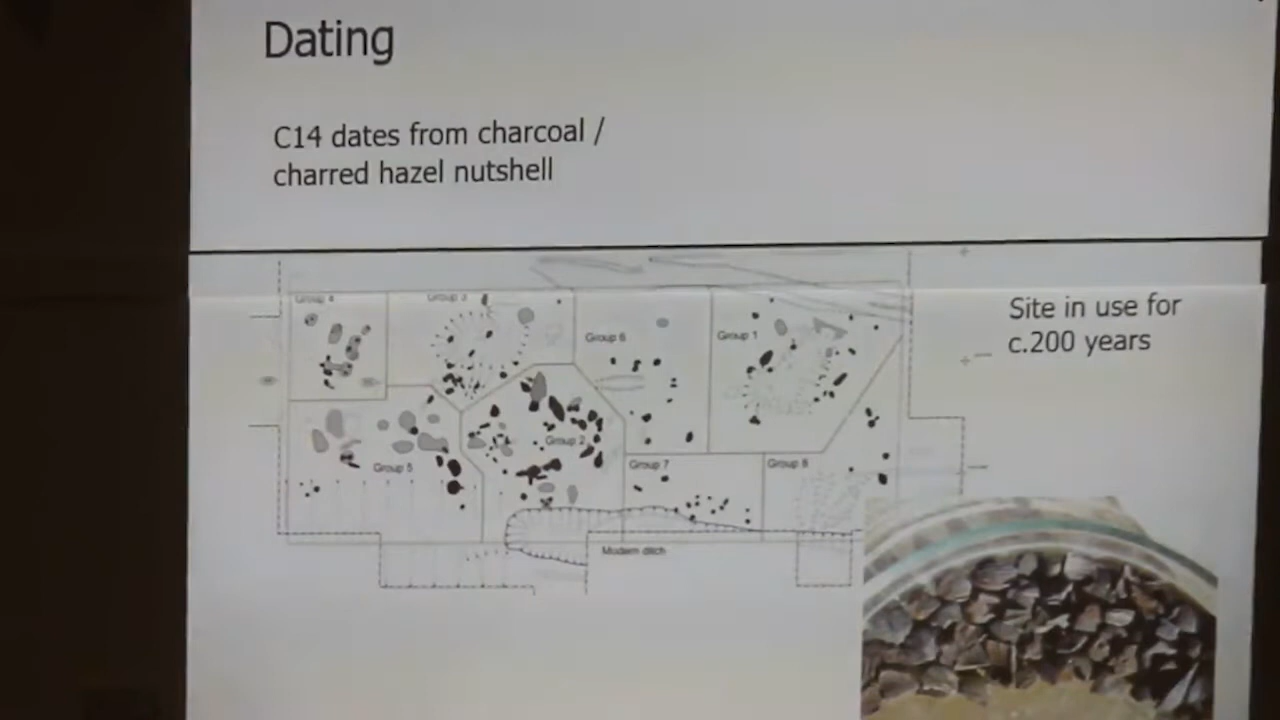 Dating
C14 dates from charcoal /
charred hazel nutshell
Site in use for
c.200 years
Group 4
Group 3
Group 6
Group 1
Group 2
Group 5
Group 7
Group 8
Modern ditch